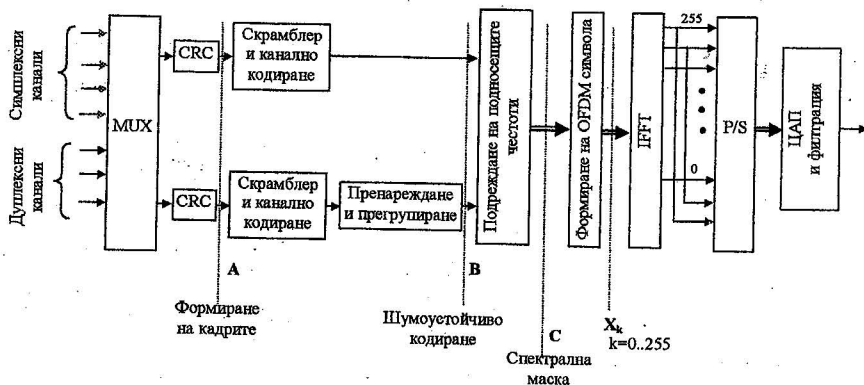 Симплексни
канали
Дуплексни
канали
MUX
CRC
CRC
Скрамблер
и канално
кодиране
Скрамблер
и канално
кодиране
Пренареждане
и прегрупиране
Подреждане на подносещите
честоти
Формиране на OFDM символа
IFFT
255
0
P/S
ЦАП
и филтрация
A
B
C
Xk
k=0..255
Формиране
на кадрите
Шумоустойчиво
кодиране
Спектрална
маска